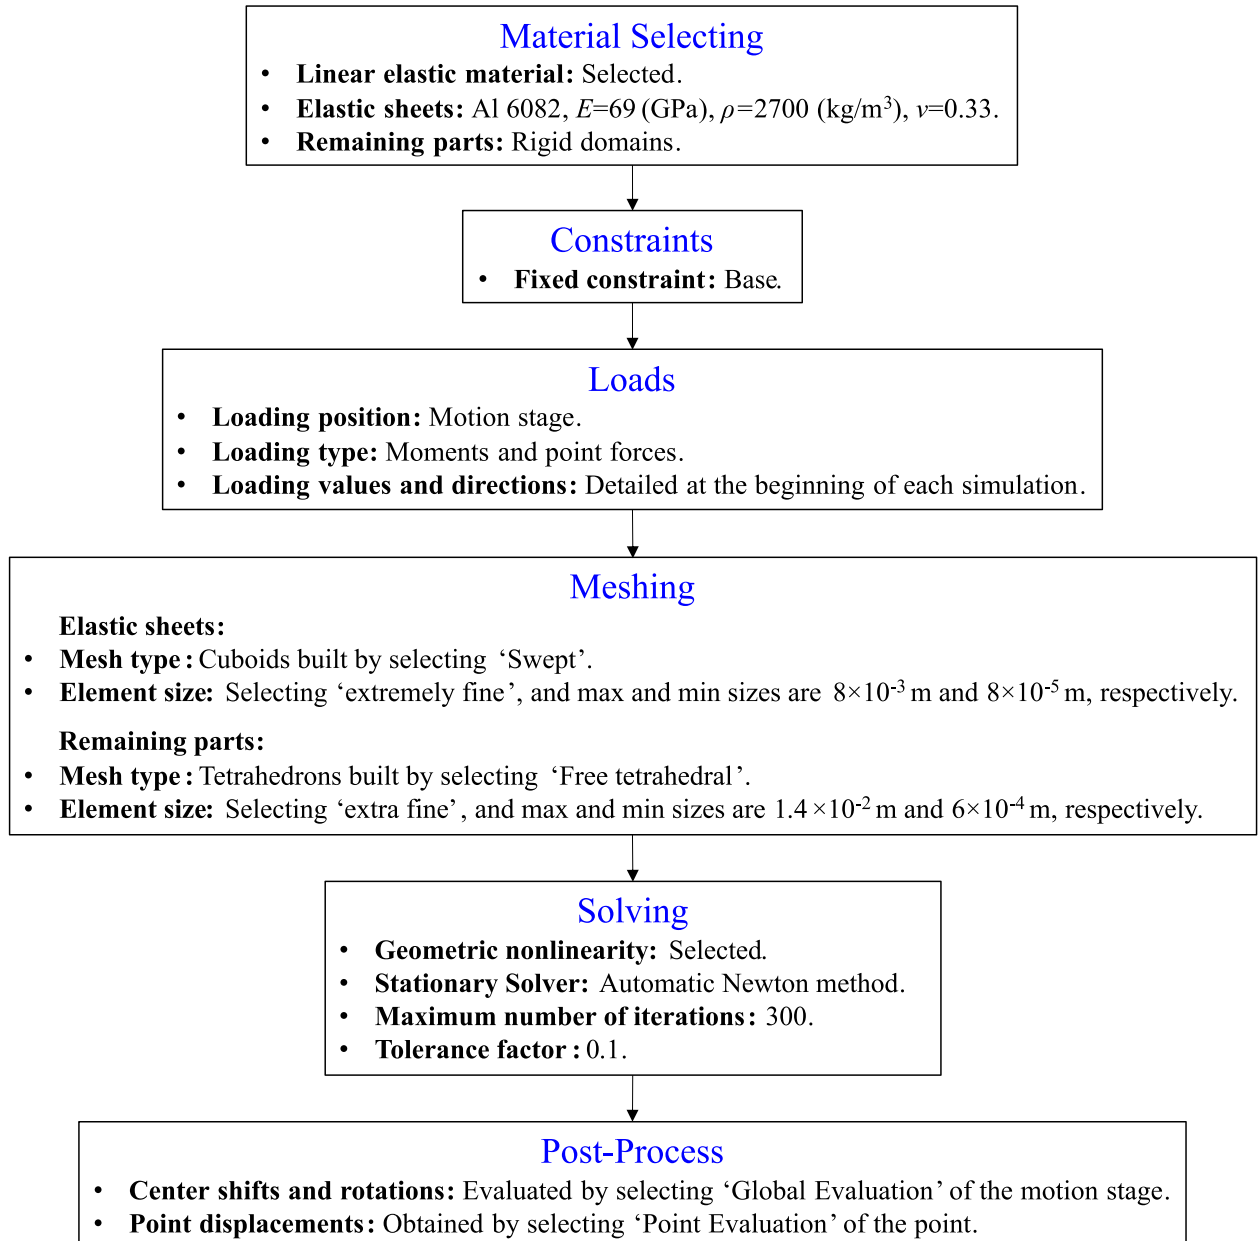 Material Selecting
• Linear elastic material: Selected.
• Elastic sheets: Al 6082, E=69 (GPa), ρ=2700 (kg/m³), v=0.33.
• Remaining parts: Rigid domains.
Constraints
• Fixed constraint: Base.
Loads
• Loading position: Motion stage.
• Loading type: Moments and point forces.
• Loading values and directions: Detailed at the beginning of each simulation.
Meshing
Elastic sheets:
• Mesh type: Cuboids built by selecting ‘Swept’.
• Element size: Selecting ‘extremely fine’, and max and min sizes are 8×10⁻³ m and 8×10⁻⁵ m, respectively.
Remaining parts:
• Mesh type: Tetrahedrons built by selecting ‘Free tetrahedral’.
• Element size: Selecting ‘extra fine’, and max and min sizes are 1.4×10⁻² m and 6×10⁻⁴ m, respectively.
Solving
• Geometric nonlinearity: Selected.
• Stationary Solver: Automatic Newton method.
• Maximum number of iterations: 300.
• Tolerance factor: 0.1.
Post-Process
• Center shifts and rotations: Evaluated by selecting ‘Global Evaluation’ of the motion stage.
• Point displacements: Obtained by selecting ‘Point Evaluation’ of the point.